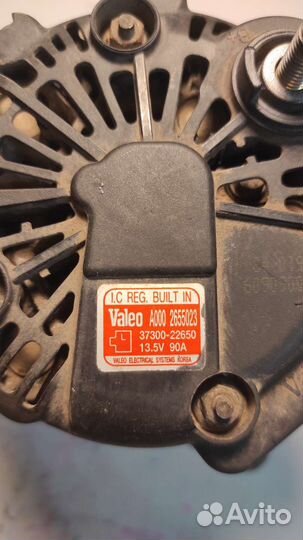 I.C REG. BUILT IN
Valeo A000 2655023
37300-22650
13.5V 90A
VALEO ELECTRICAL SYSTEMS KOREA
Avito